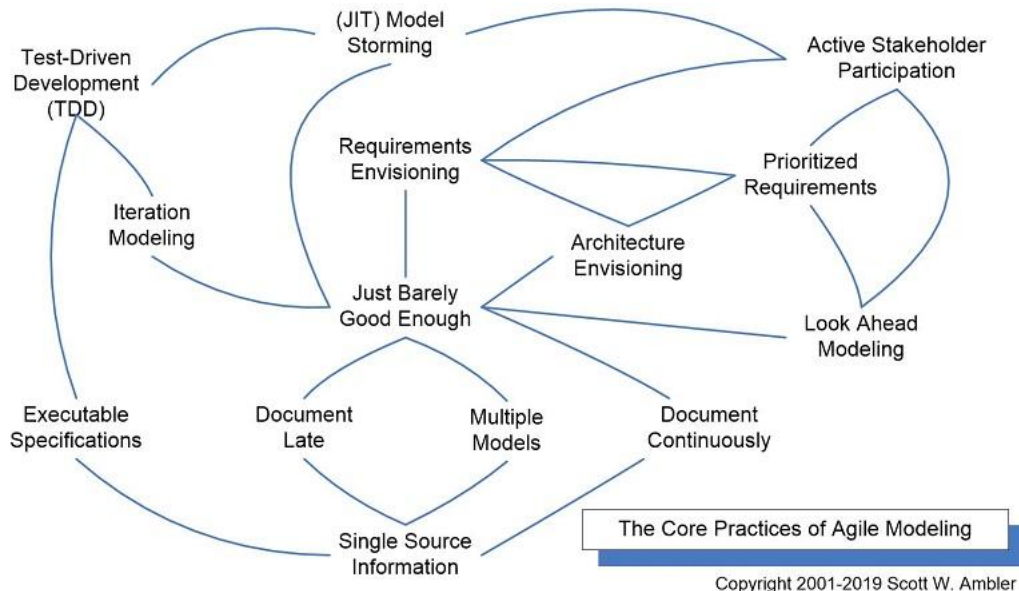 (JIT) Model
Storming
Test-Driven
Development
(TDD)
Active Stakeholder
Participation
Requirements
Envisioning
Prioritized
Requirements
Iteration
Modeling
Architecture
Envisioning
Just Barely
Good Enough
Look Ahead
Modeling
Executable
Specifications
Document
Late
Multiple
Models
Document
Continuously
Single Source
Information
The Core Practices of Agile Modeling
Copyright 2001-2019 Scott W. Ambler